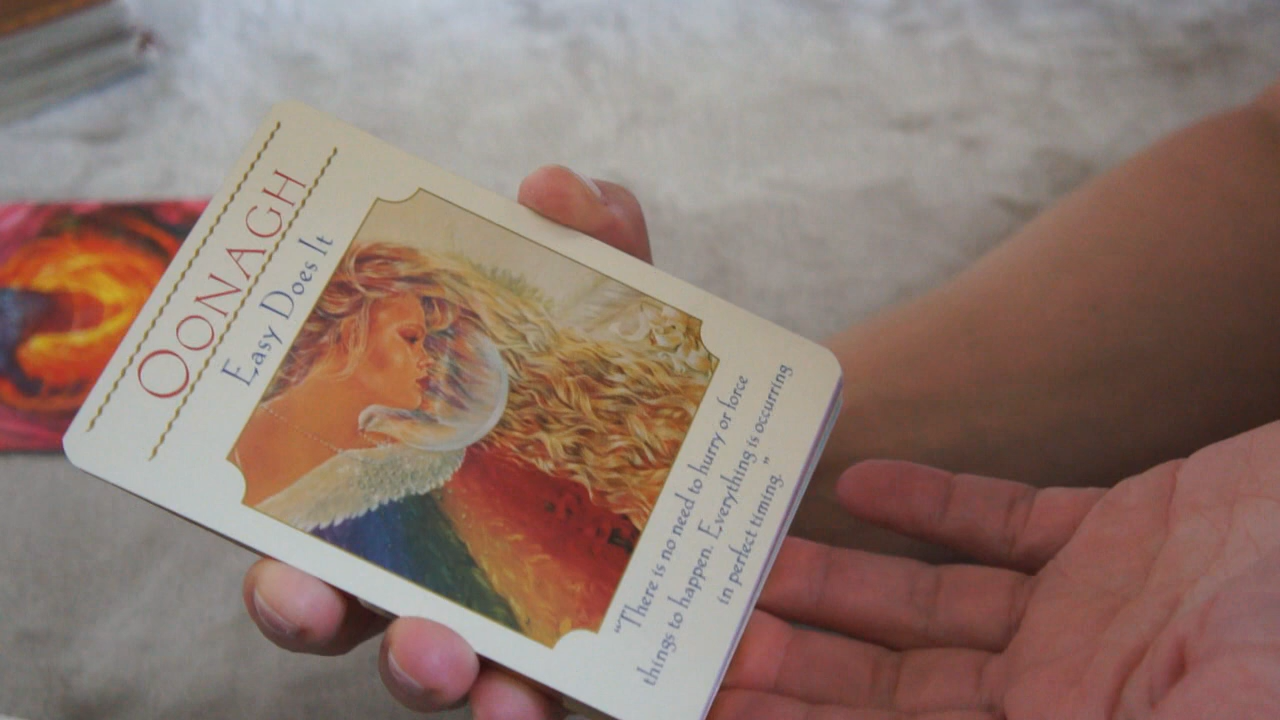 OONAGH
Easy Does It
"There is no need to hurry or force
things to happen. Everything is occurring
in perfect timing."